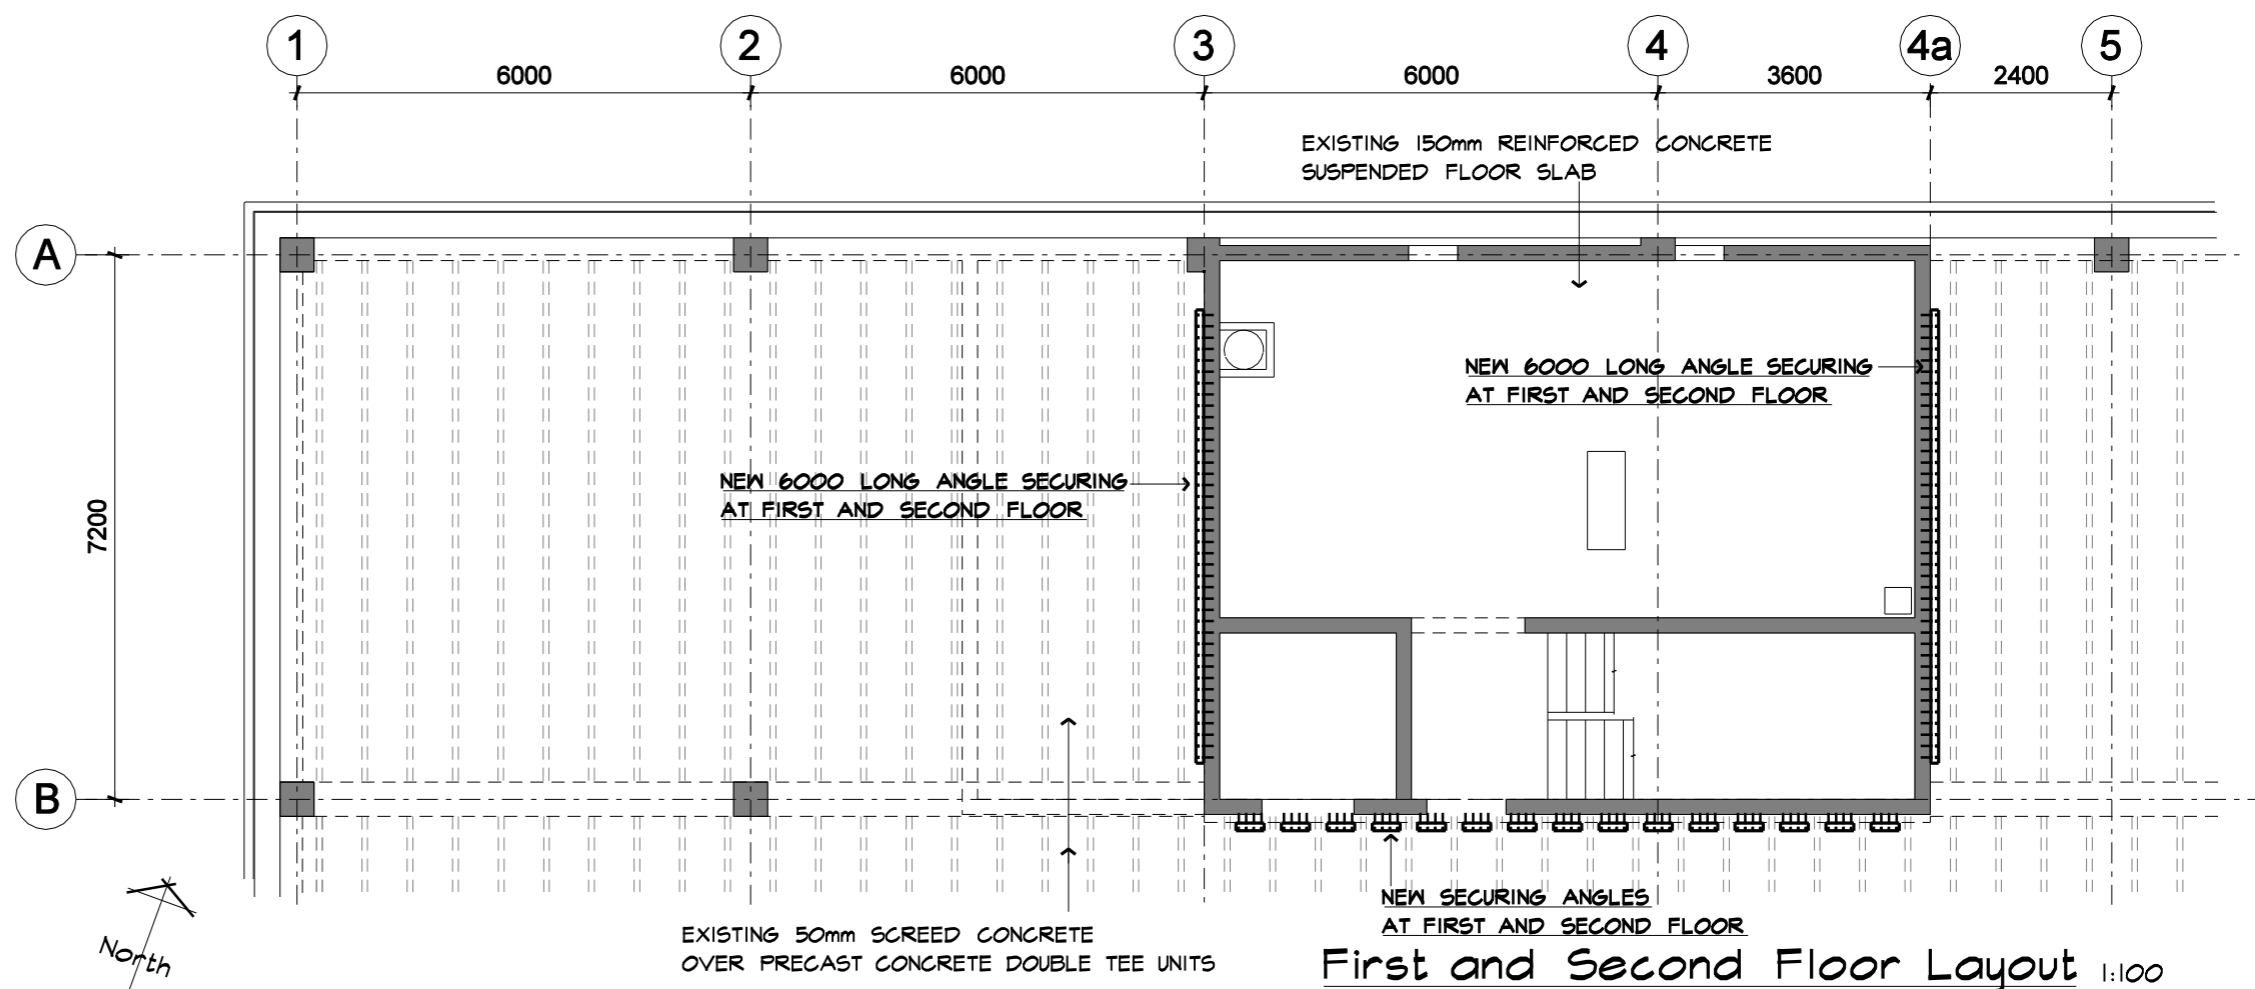 1
2
3
4
4a
5
6000
6000
6000
3600
2400
EXISTING 150mm REINFORCED CONCRETE
SUSPENDED FLOOR SLAB
A
NEW 6000 LONG ANGLE SECURING
AT FIRST AND SECOND FLOOR
NEW 6000 LONG ANGLE SECURING
AT FIRST AND SECOND FLOOR
7200
B
NEW SECURING ANGLES
AT FIRST AND SECOND FLOOR
EXISTING 50mm SCREED CONCRETE
OVER PRECAST CONCRETE DOUBLE TEE UNITS
North
First and Second Floor Layout 1:100